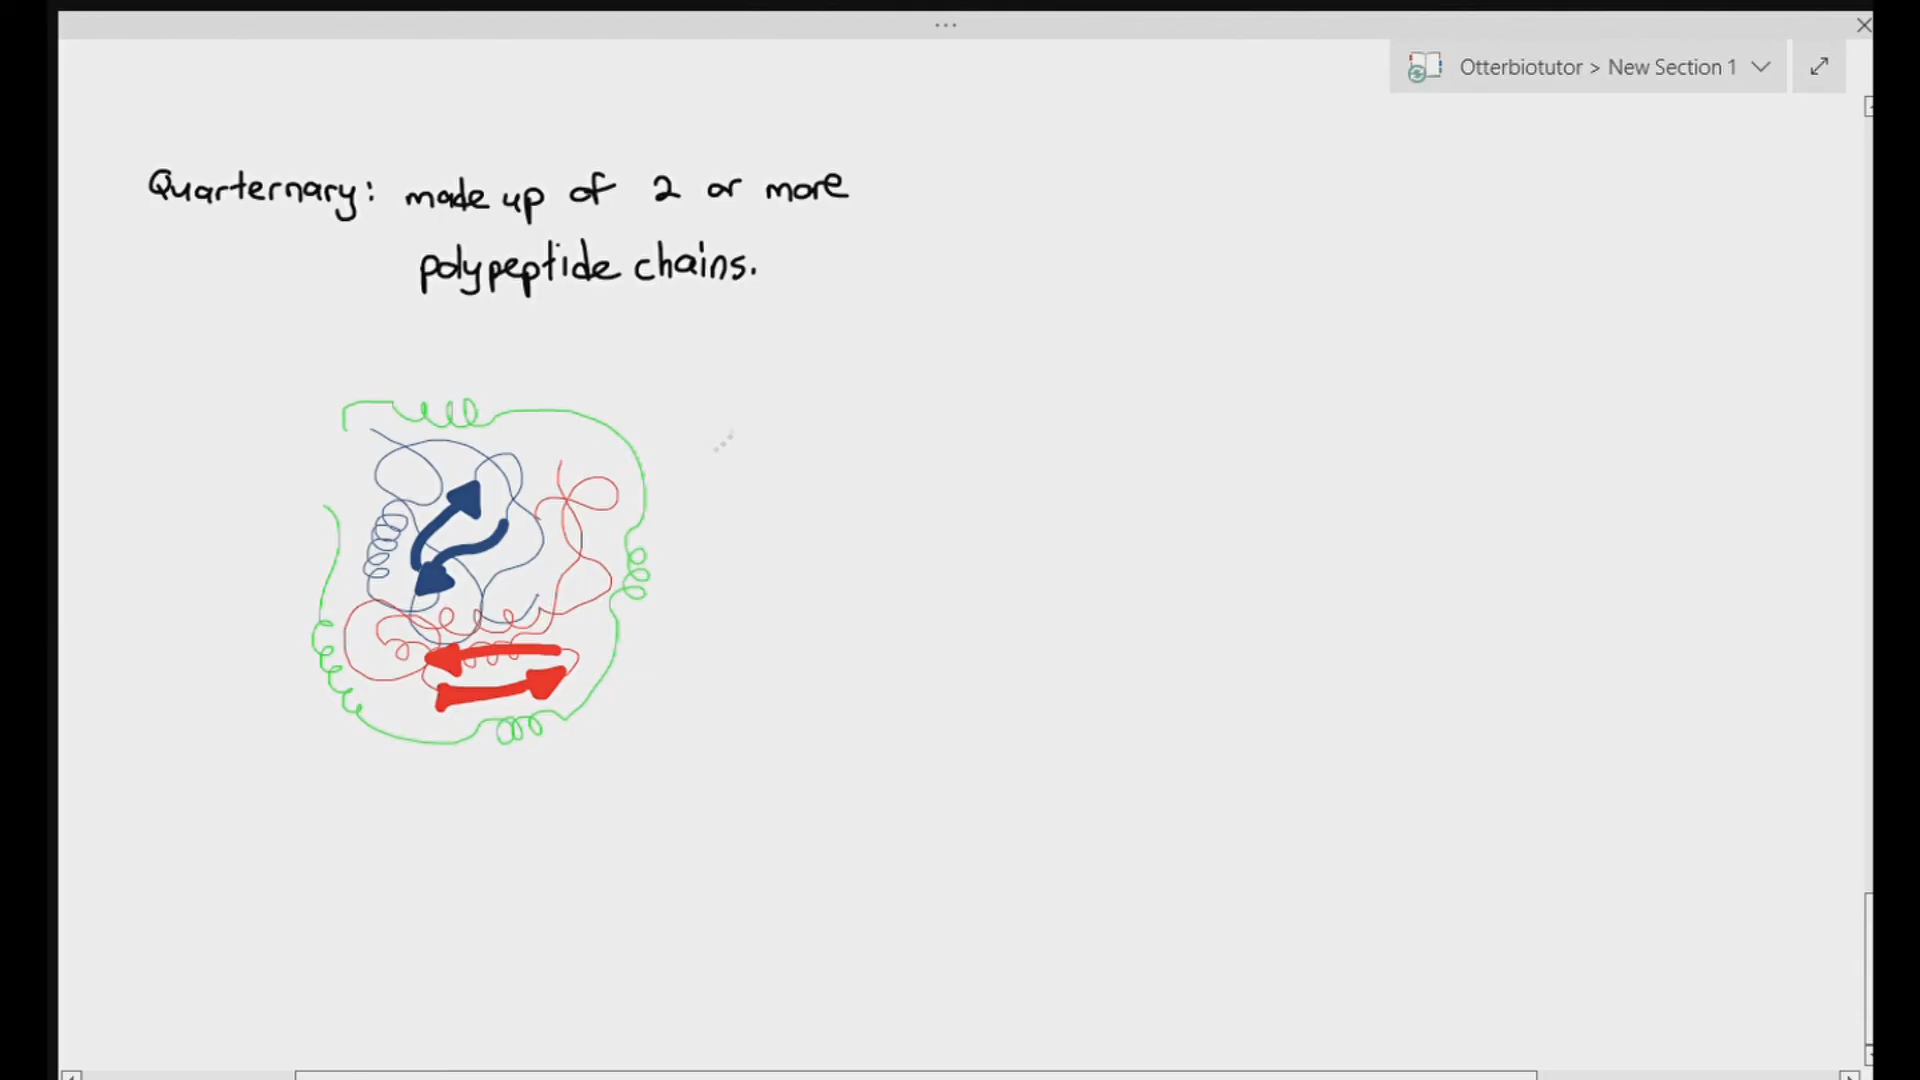 Otterbiotutor > New Section 1
Quarternary: made up of 2 or more
polypeptide chains.